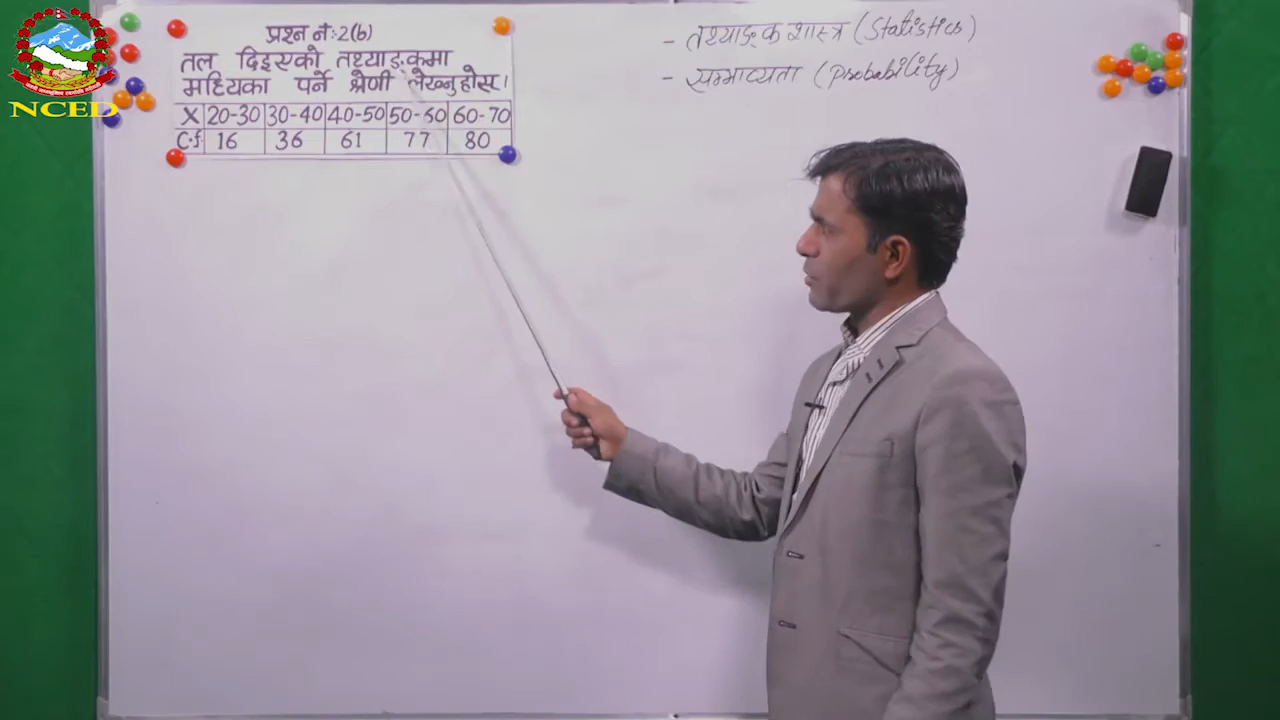 NCED
प्रश्न नं:2(b)
तल दिइएको तथ्याङ्कमा
मध्यिका पर्ने श्रेणी लेख्नुहोस्।
X 20-30 30-40 40-50 50-60 60-70
C.f. 16 36 61 77 80
- तथ्याङ्क शास्त्र (Statistics)
- सम्भाव्यता (Probability)